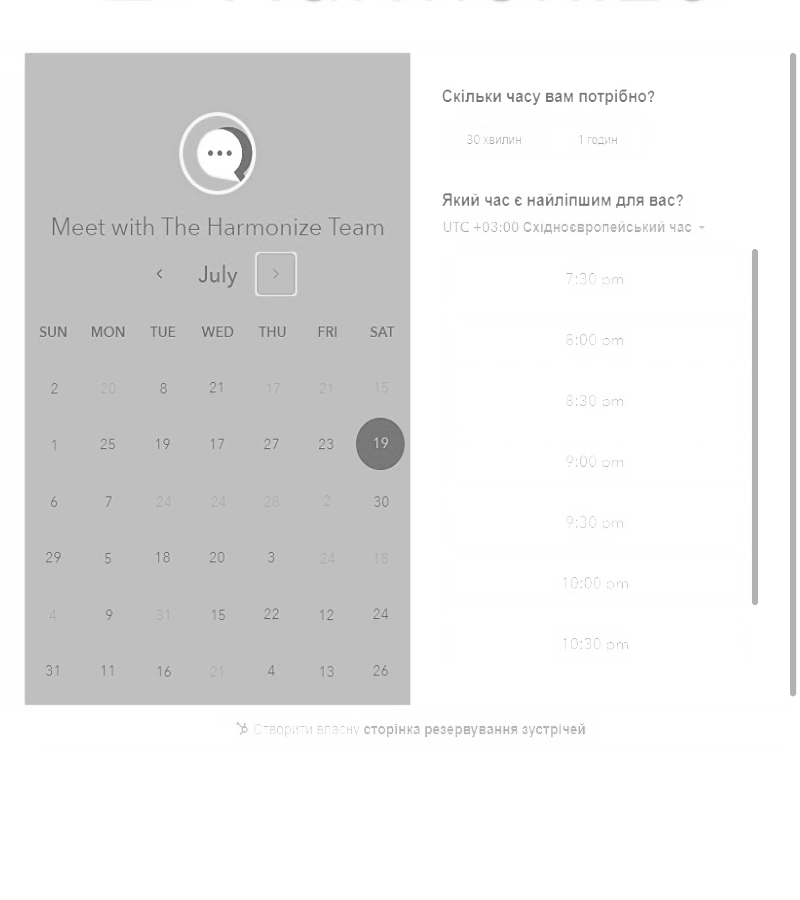 Meet with The Harmonize Team
July
SUN MON TUE WED THU FRI SAT
2 20 8 21 17 21 15
1 25 19 17 27 23 19
6 7 24 24 28 2 30
29 5 18 20 3 24 18
4 9 31 15 22 12 24
31 11 16 21 4 13 26
Скільки часу вам потрібно?
30 хвилин 1 годин
Який час є найліпшим для вас?
UTC +03:00 Східноєвропейський час
7:30 pm
8:00 pm
8:30 pm
9:00 pm
9:30 pm
10:00 pm
10:30 pm
Створити власну сторінка резервування зустрічей